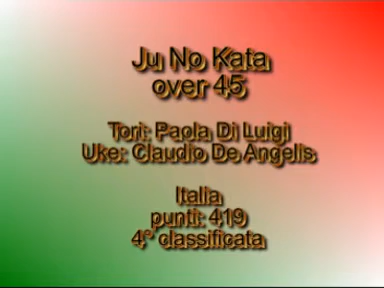 Ju No Kata
over 45
Tori: Paola Di Luigi
Uke: Claudio De Angelis
Italia
punti: 419
4° classificata